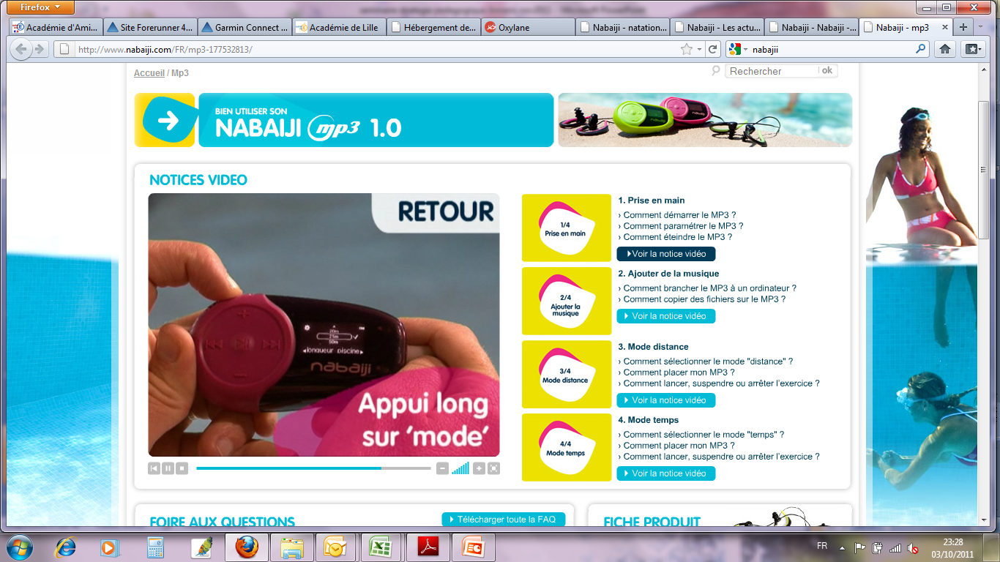 Firefox
Académie d'Ami...
Site Forerunner 4...
Garmin Connect ...
Académie de Lille
Hébergement de...
Oxylane
Nabaiji - natation...
Nabaiji - Les actu...
Nabaiji - Nabaiji -...
Nabaiji - mp3
http://www.nabaiji.com/FR/mp3-177532813/
nabajii
Accueil / Mp3
Rechercher
ok
BIEN UTILISER SON
NABAIJI mp3 1.0
NOTICES VIDEO
RETOUR
20m
25m
50m
longueur piscine
nabaiji
Appui long
sur 'mode'
1/4
Prise en main
1. Prise en main
› Comment démarrer le MP3 ?
› Comment paramétrer le MP3 ?
› Comment éteindre le MP3 ?
Voir la notice vidéo
2/4
Ajouter la
musique
2. Ajouter de la musique
› Comment brancher le MP3 à un ordinateur ?
› Comment copier des fichiers sur le MP3 ?
Voir la notice vidéo
3/4
Mode distance
3. Mode distance
› Comment sélectionner le mode "distance" ?
› Comment placer mon MP3 ?
› Comment lancer, suspendre ou arrêter l'exercice ?
Voir la notice vidéo
4/4
Mode temps
4. Mode temps
› Comment sélectionner le mode "temps" ?
› Comment placer mon MP3 ?
› Comment lancer, suspendre ou arrêter l'exercice ?
Voir la notice vidéo
FOIRE AUX QUESTIONS
Télécharger toute la FAQ
FICHE PRODUIT
FR
23:28
03/10/2011